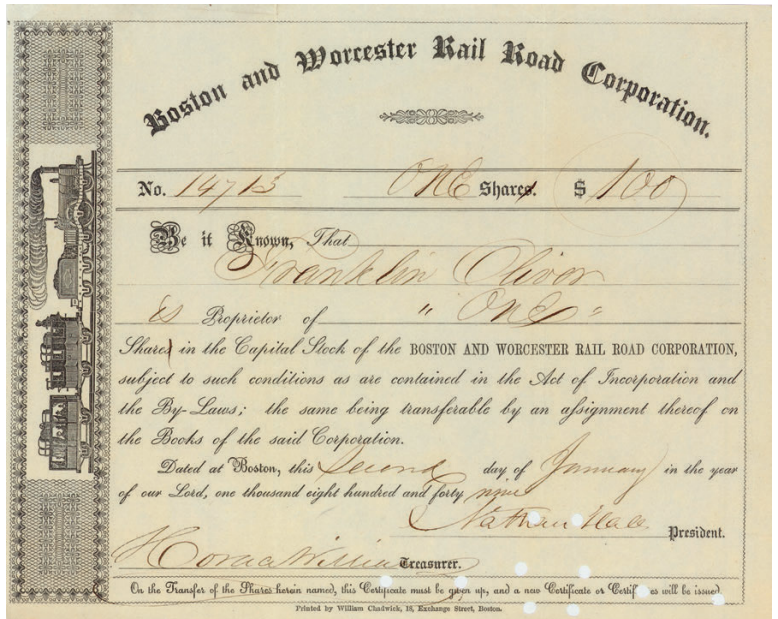 Boston and Worcester Rail Road Corporation.
No. 14713 ONE Shares. $ 100
Be it Known, That
Franklin Oliver
is Proprietor of " One "
Shares in the Capital Stock of the BOSTON AND WORCESTER RAIL ROAD CORPORATION,
subject to such conditions as are contained in the Act of Incorporation and
the By-Laws; the same being transferable by an aſsignment thereof on
the Books of the said Corporation.
Dated at Boston, this Second day of January in the year
of our Lord, one thousand eight hundred and forty nine
Nathan Hale President.
Horace Williams Treasurer.
On the Transfer of the Shares herein named, this Certificate must be given up, and a new Certificate or Certificates will be issued.
Printed by William Chadwick, 18, Exchange Street, Boston.